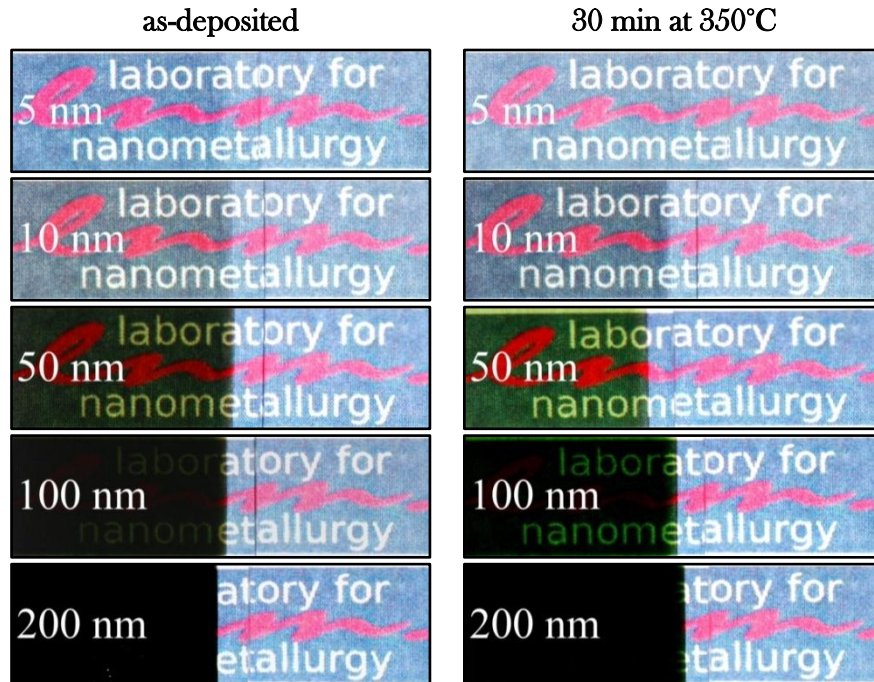 as-deposited
laboratory for
5 nm
nanometallurgy
laboratory for
10 nm
nanometallurgy
laboratory for
50 nm
nanometallurgy
laboratory for
100 nm
nanometallurgy
atory for
200 nm
etallurgy
30 min at 350°C
laboratory for
5 nm
nanometallurgy
laboratory for
10 nm
nanometallurgy
laboratory for
50 nm
nanometallurgy
laboratory for
100 nm
nanometallurgy
atory for
200 nm
etallurgy